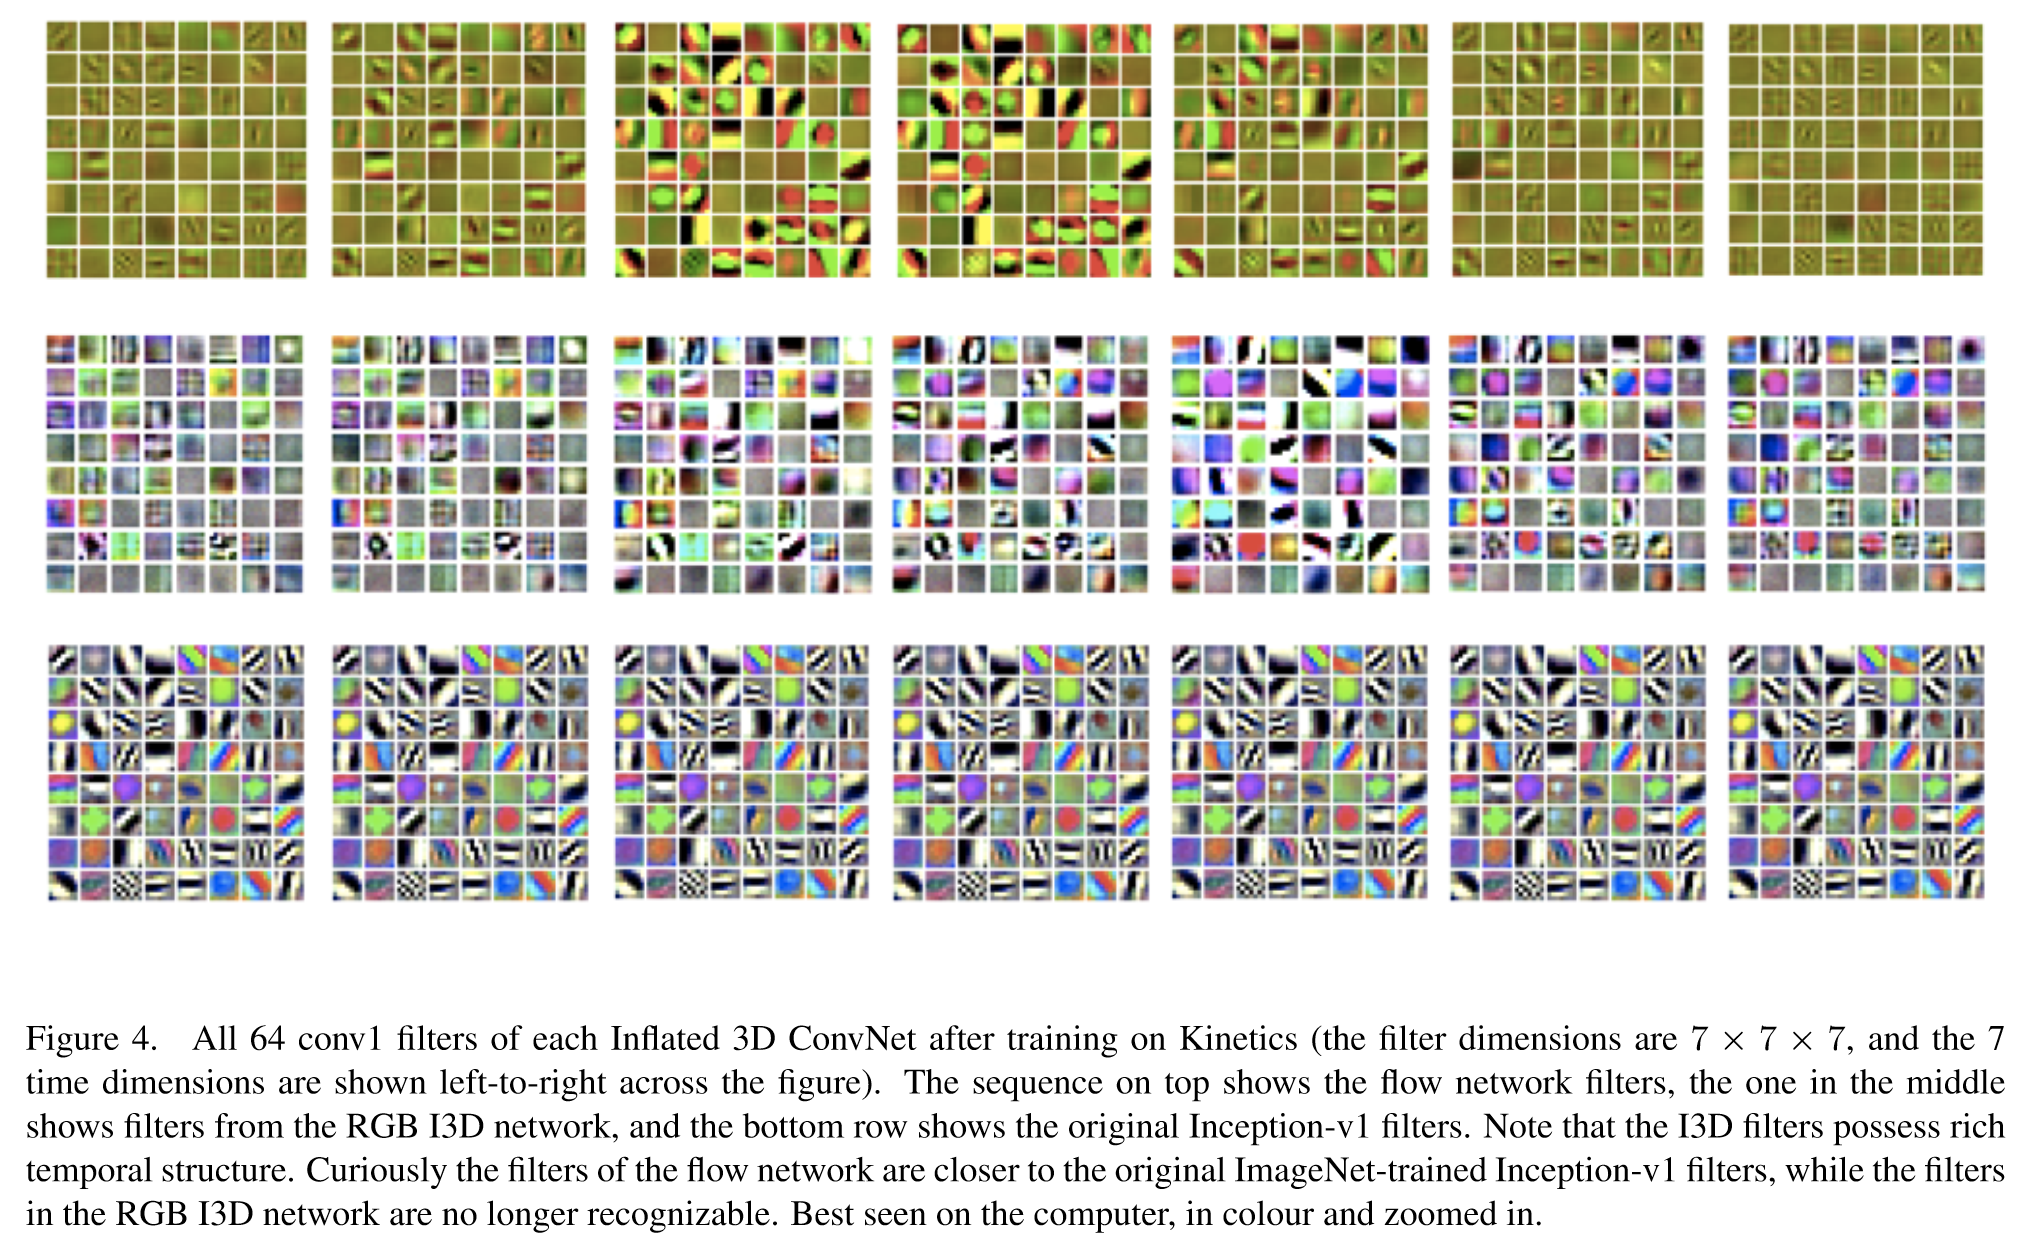 Figure 4. All 64 conv1 filters of each Inflated 3D ConvNet after training on Kinetics (the filter dimensions are 7 × 7 × 7, and the 7
time dimensions are shown left-to-right across the figure). The sequence on top shows the flow network filters, the one in the middle
shows filters from the RGB I3D network, and the bottom row shows the original Inception-v1 filters. Note that the I3D filters possess rich
temporal structure. Curiously the filters of the flow network are closer to the original ImageNet-trained Inception-v1 filters, while the filters
in the RGB I3D network are no longer recognizable. Best seen on the computer, in colour and zoomed in.